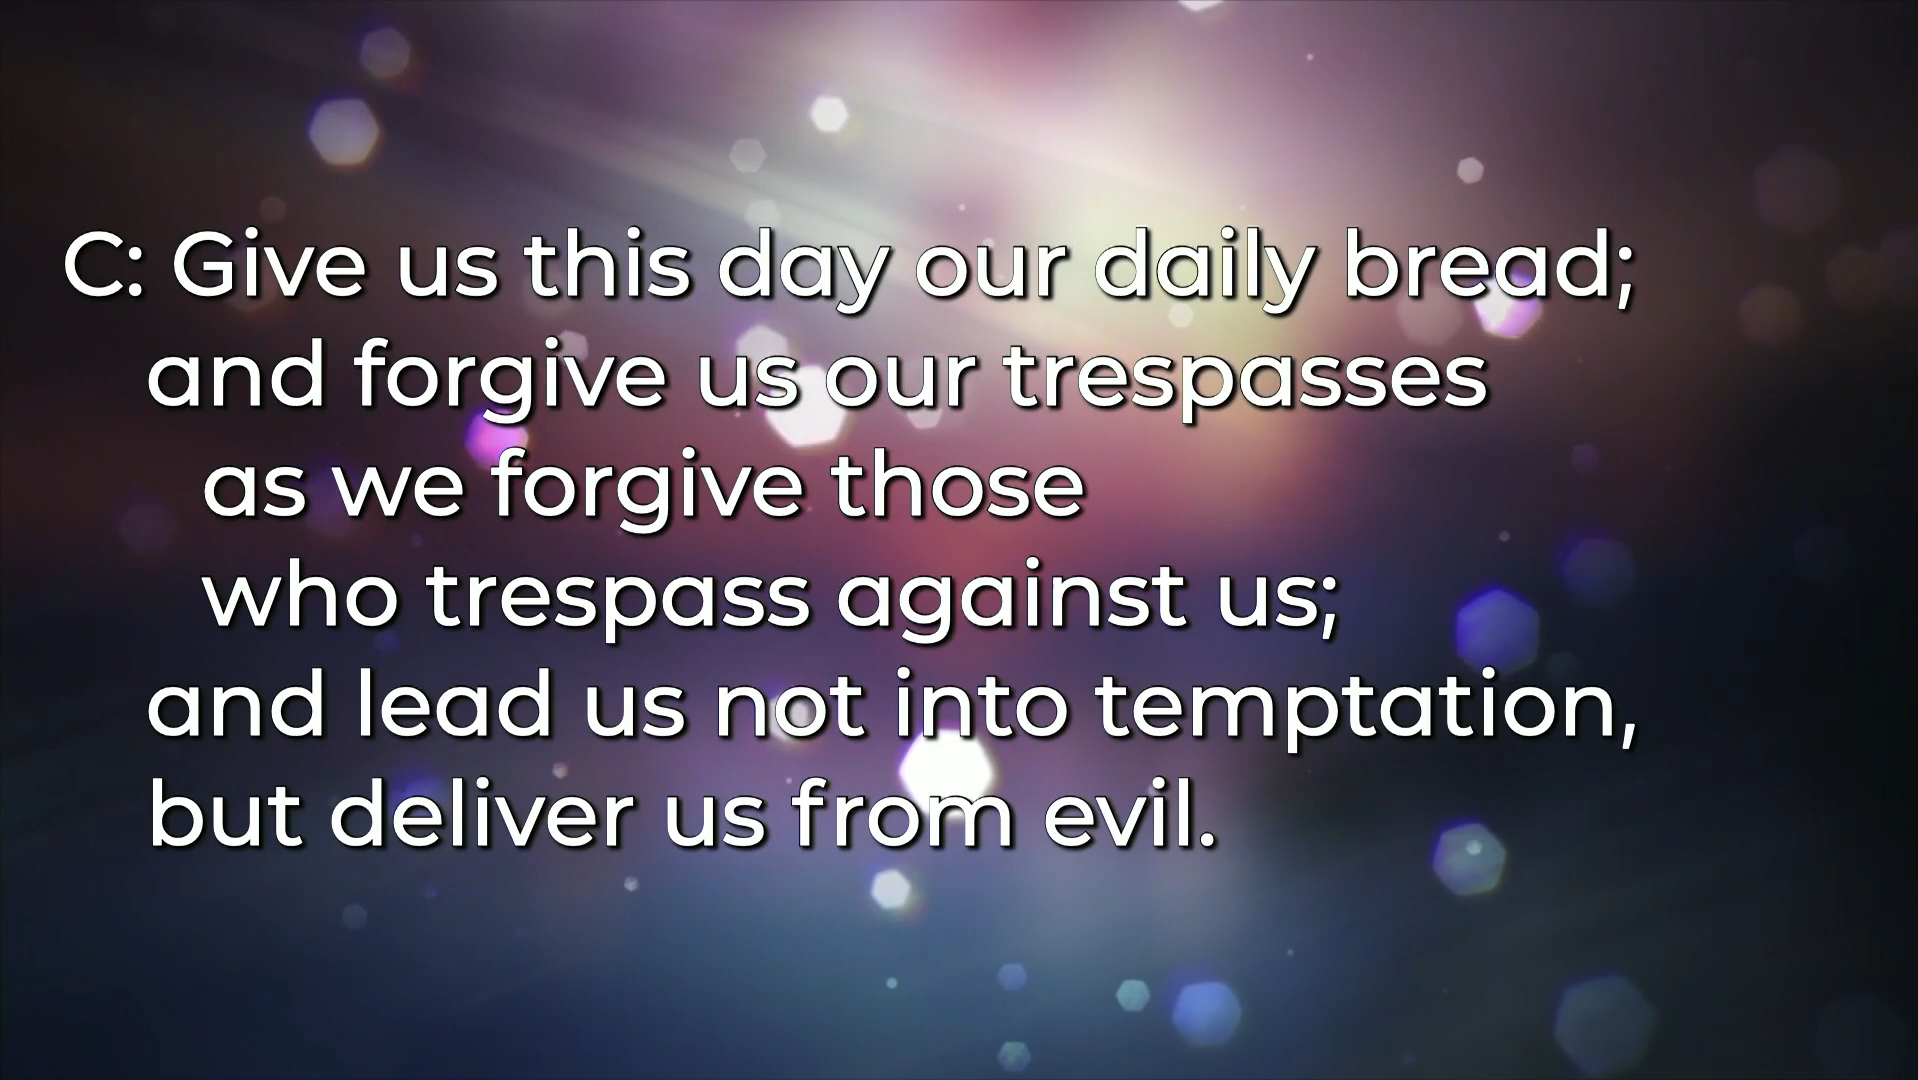 C: Give us this day our daily bread;
and forgive us our trespasses
as we forgive those
who trespass against us;
and lead us not into temptation,
but deliver us from evil.